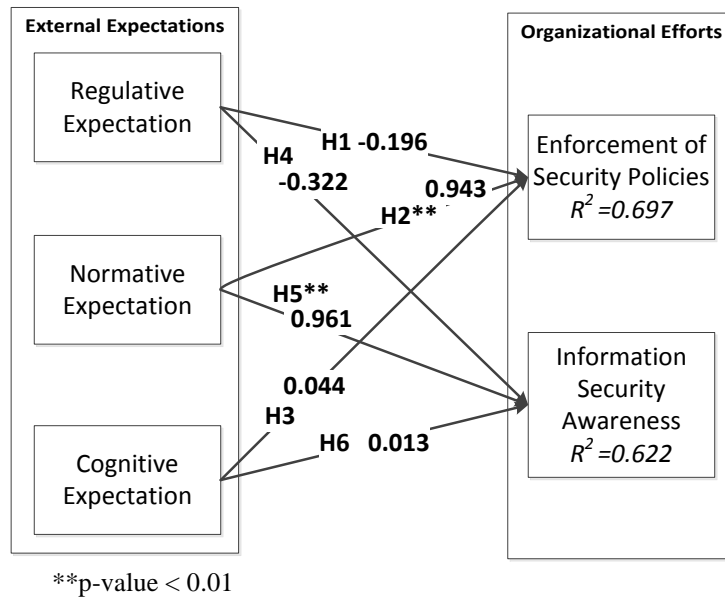 External Expectations
Regulative
Expectation
Normative
Expectation
Cognitive
Expectation
H1 -0.196
H4
-0.322
0.943
H2**
H5**
0.961
0.044
H3
H6 0.013
Organizational Efforts
Enforcement of
Security Policies
R² =0.697
Information
Security
Awareness
R² =0.622
**p-value < 0.01